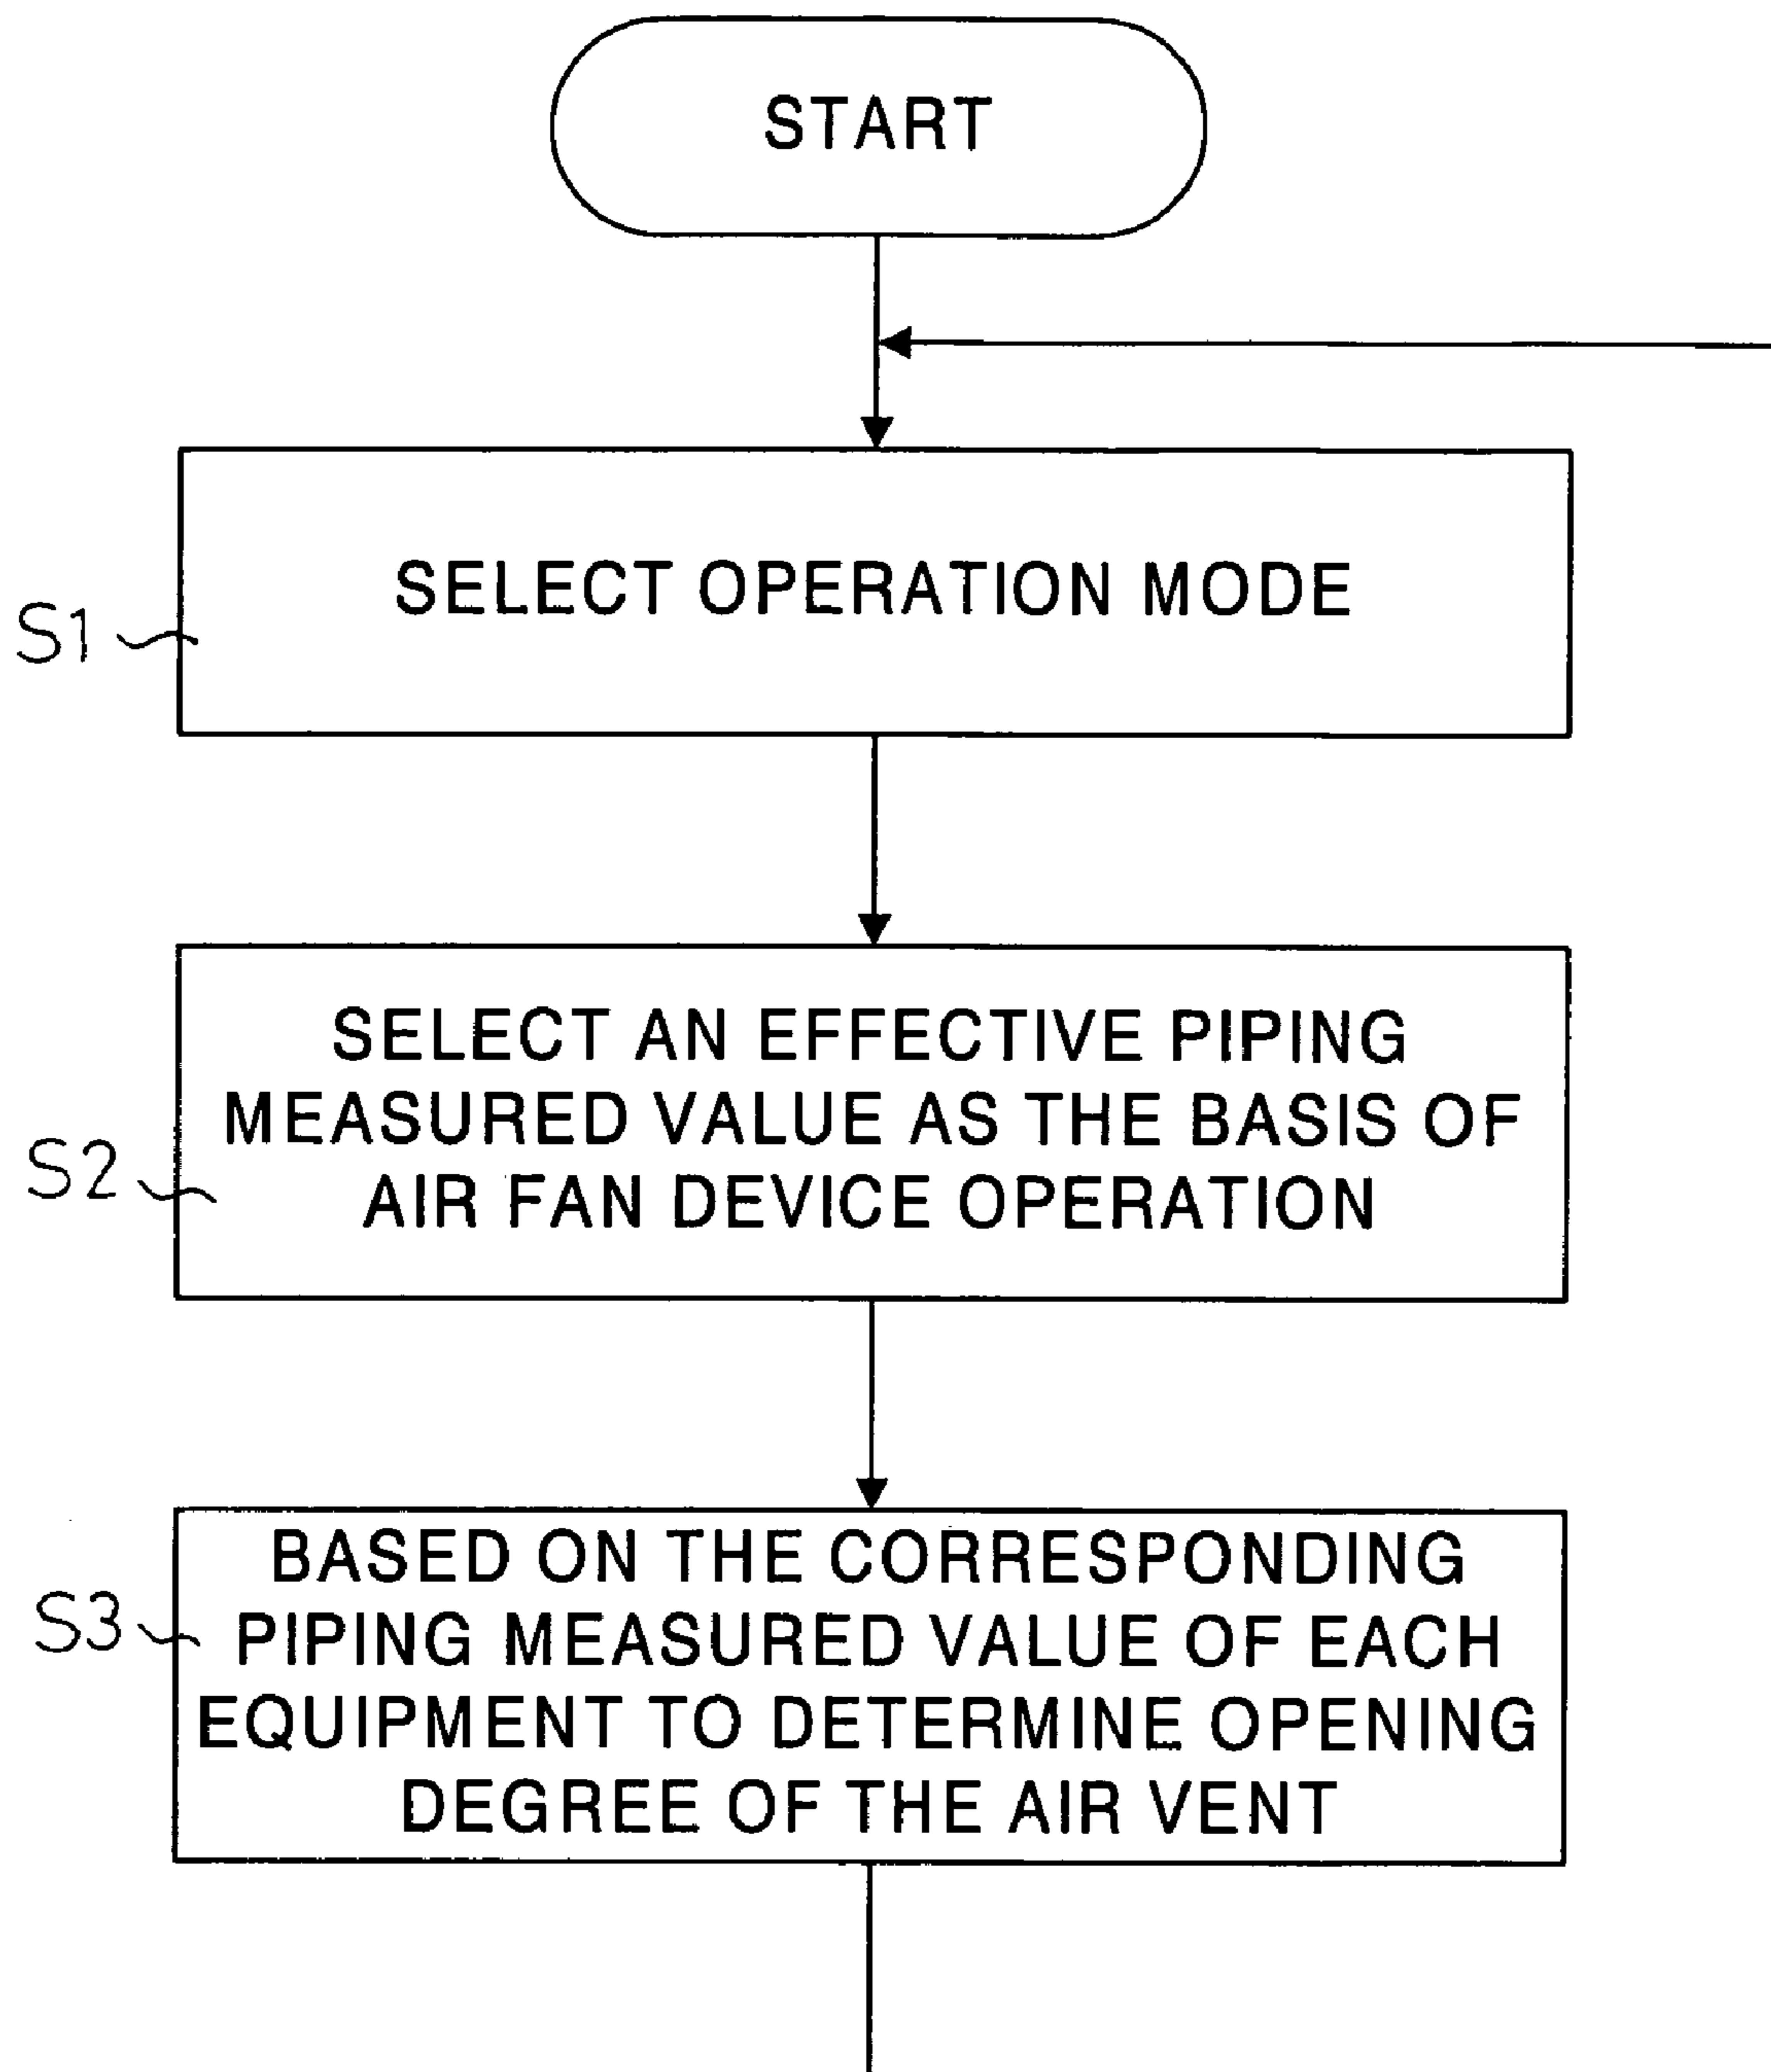 START
SELECT OPERATION MODE
S1
SELECT AN EFFECTIVE PIPING
MEASURED VALUE AS THE BASIS OF
AIR FAN DEVICE OPERATION
S2
BASED ON THE CORRESPONDING
PIPING MEASURED VALUE OF EACH
EQUIPMENT TO DETERMINE OPENING
DEGREE OF THE AIR VENT
S3